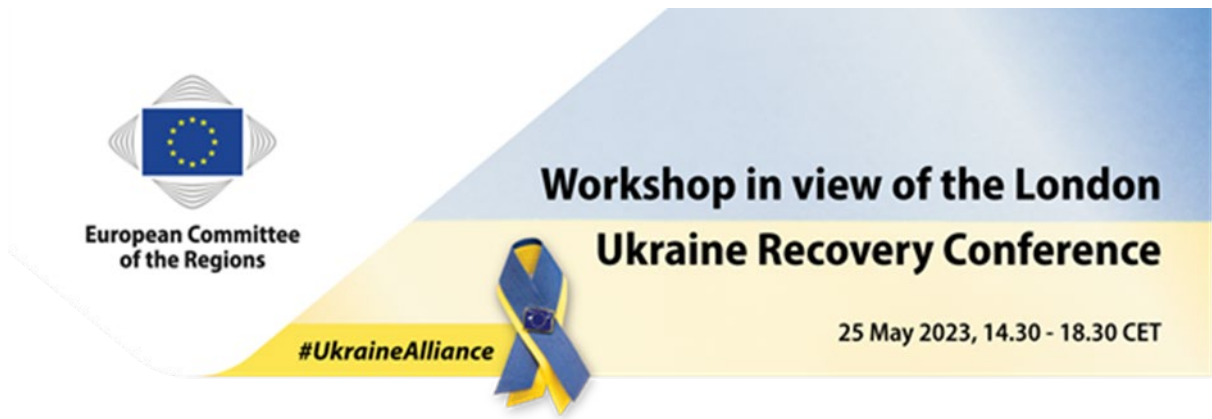 European Committee
of the Regions
Workshop in view of the London
Ukraine Recovery Conference
25 May 2023, 14.30 - 18.30 CET
#UkraineAlliance